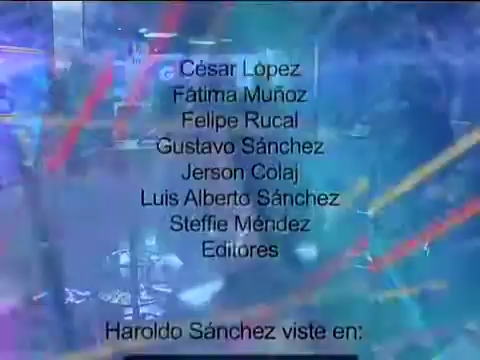 César López
Fátima Muñoz
Felipe Rucal
Gustavo Sánchez
Jerson Colaj
Luis Alberto Sánchez
Steffie Méndez
Editores
Haroldo Sánchez viste en: